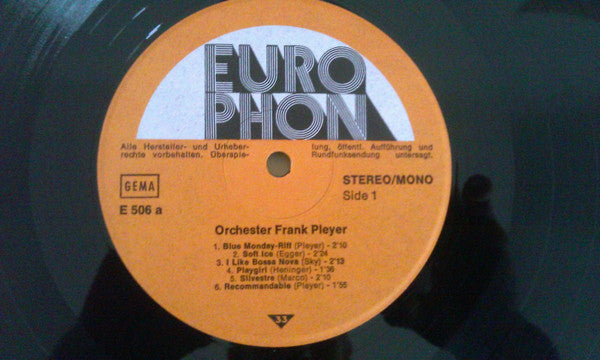 EURO
PHON
Alle Hersteller- und Urheber- lung, öffentl. Aufführung und
rechte vorbehalten. Überspie- Rundfunksendung untersagt.
GEMA
STEREO/MONO
E 506 a
Side 1
Orchester Frank Pleyer
1. Blue Monday-Riff (Pleyer) - 2'10
2. Soft Ice (Egger) - 2'24
3. I Like Bossa Nova (Sky) - 2'13
4. Playgirl (Heninger) - 1'36
5. Silvestre (Marco) - 2'10
6. Recommandable (Pleyer) - 1'55
33